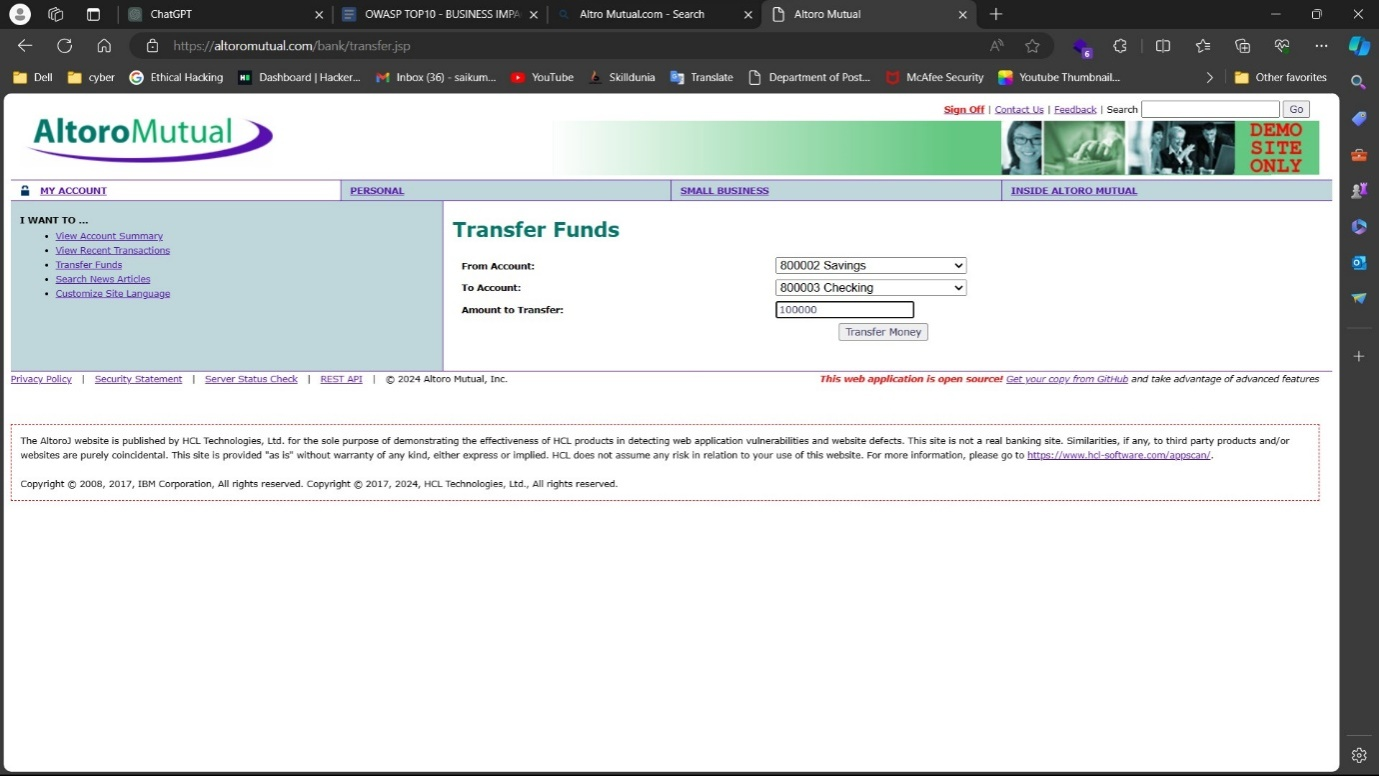 ChatGPT
OWASP TOP10 - BUSINESS IMPA
Altro Mutual.com - Search
Altoro Mutual
https://altoromutual.com/bank/transfer.jsp
6
Dell
cyber
Ethical Hacking
Dashboard | Hacker...
Inbox (36) - saikum...
YouTube
Skilldunia
Translate
Department of Post...
McAfee Security
Youtube Thumbnail...
Other favorites
Sign Off | Contact Us | Feedback | Search
Go
AltoroMutual
DEMO
SITE
ONLY
MY ACCOUNT
PERSONAL
SMALL BUSINESS
INSIDE ALTORO MUTUAL
I WANT TO ...
View Account Summary
View Recent Transactions
Transfer Funds
Search News Articles
Customize Site Language
Transfer Funds
From Account: 800002 Savings
To Account: 800003 Checking
Amount to Transfer: 100000
Transfer Money
Privacy Policy | Security Statement | Server Status Check | REST API | © 2024 Altoro Mutual, Inc.
This web application is open source! Get your copy from GitHub and take advantage of advanced features
The AltoroJ website is published by HCL Technologies, Ltd. for the sole purpose of demonstrating the effectiveness of HCL products in detecting web application vulnerabilities and website defects. This site is not a real banking site. Similarities, if any, to third party products and/or
websites are purely coincidental. This site is provided "as is" without warranty of any kind, either express or implied. HCL does not assume any risk in relation to your use of this website. For more information, please go to https://www.hcl-software.com/appscan/.
Copyright © 2008, 2017, IBM Corporation, All rights reserved. Copyright © 2017, 2024, HCL Technologies, Ltd., All rights reserved.